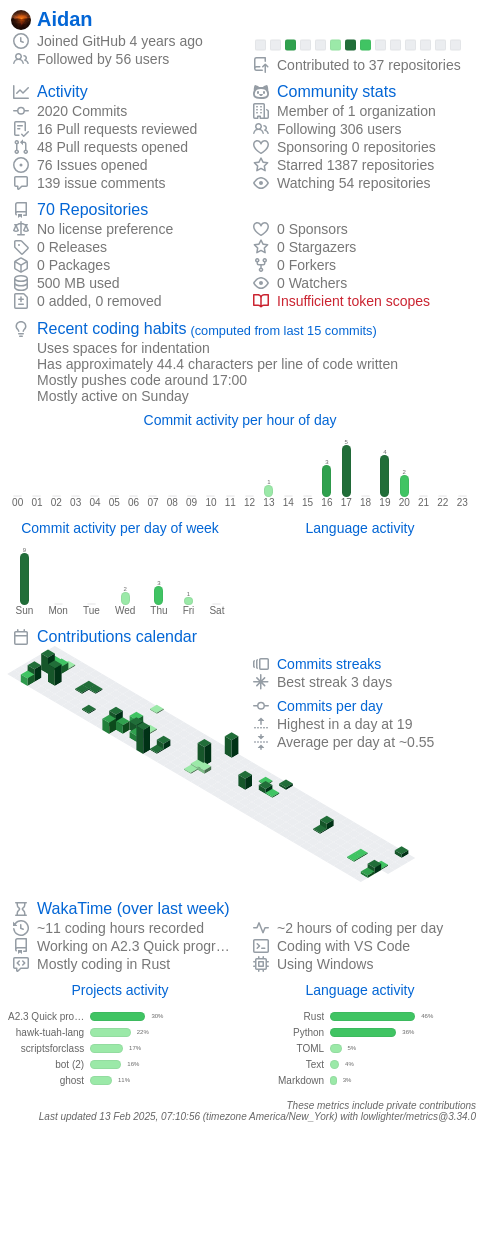 Aidan
Joined GitHub 4 years ago
Followed by 56 users
Contributed to 37 repositories
Activity
2020 Commits
16 Pull requests reviewed
48 Pull requests opened
76 Issues opened
139 issue comments
Community stats
Member of 1 organization
Following 306 users
Sponsoring 0 repositories
Starred 1387 repositories
Watching 54 repositories
70 Repositories
No license preference
0 Releases
0 Packages
500 MB used
0 added, 0 removed
0 Sponsors
0 Stargazers
0 Forkers
0 Watchers
Insufficient token scopes
Recent coding habits (computed from last 15 commits)
Uses spaces for indentation
Has approximately 44.4 characters per line of code written
Mostly pushes code around 17:00
Mostly active on Sunday
Commit activity per hour of day
1 3 5 4 2
00 01 02 03 04 05 06 07 08 09 10 11 12 13 14 15 16 17 18 19 20 21 22 23
Commit activity per day of week
9 2 3 1
Sun Mon Tue Wed Thu Fri Sat
Language activity
Contributions calendar
Commits streaks
Best streak 3 days
Commits per day
Highest in a day at 19
Average per day at ~0.55
WakaTime (over last week)
~11 coding hours recorded
Working on A2.3 Quick progr…
Mostly coding in Rust
~2 hours of coding per day
Coding with VS Code
Using Windows
Projects activity
A2.3 Quick pro… 30%
hawk-tuah-lang 22%
scriptsforclass 17%
bot (2) 16%
ghost 11%
Language activity
Rust 46%
Python 36%
TOML 5%
Text 4%
Markdown 3%
These metrics include private contributions
Last updated 13 Feb 2025, 07:10:56 (timezone America/New_York) with lowlighter/metrics@3.34.0